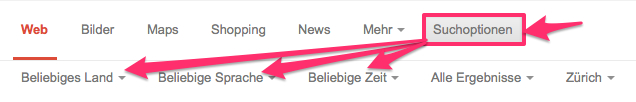 Web Bilder Maps Shopping News Mehr Suchoptionen
Beliebiges Land Beliebige Sprache Beliebige Zeit Alle Ergebnisse Zürich